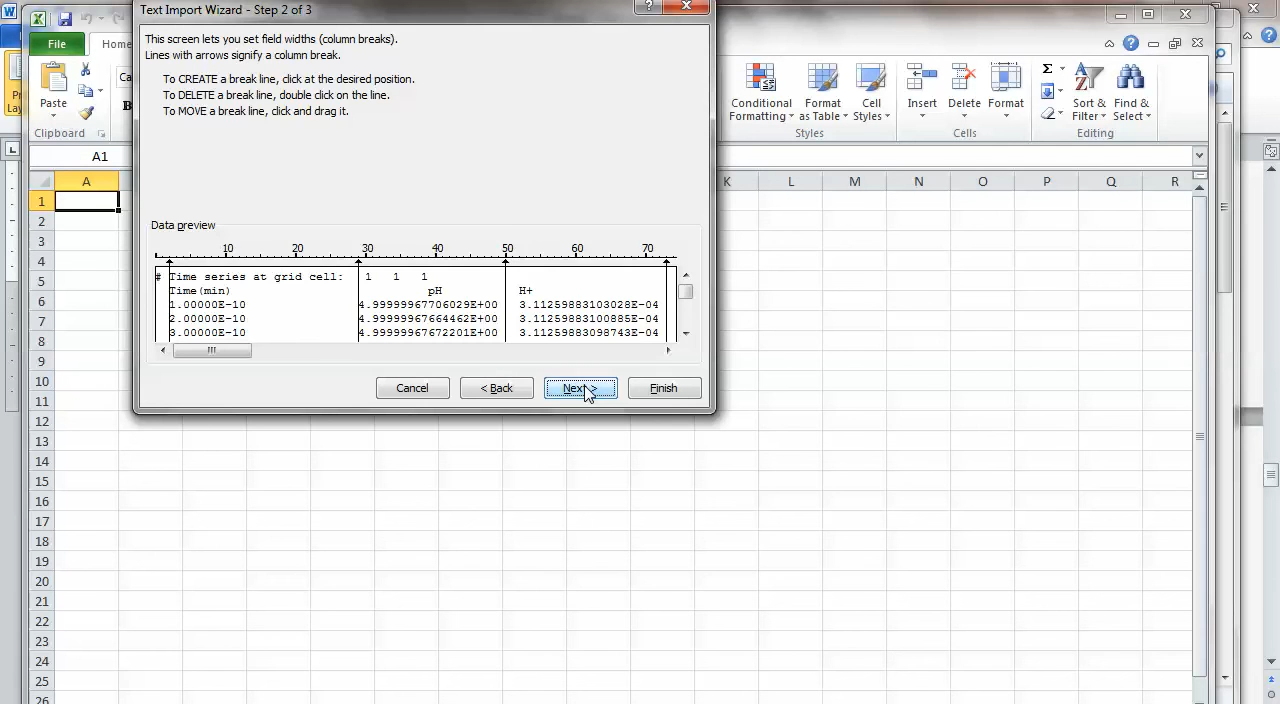 Text Import Wizard - Step 2 of 3
This screen lets you set field widths (column breaks).
Lines with arrows signify a column break.
To CREATE a break line, click at the desired position.
To DELETE a break line, double click on the line.
To MOVE a break line, click and drag it.
Data preview
10 20 30 40 50 60 70
# Time series at grid cell: 1 1 1
Time(min) pH H+
1.00000E-10 4.99999967706029E+00 3.11259883103028E-04
2.00000E-10 4.99999967664462E+00 3.11259883100885E-04
3.00000E-10 4.99999967672201E+00 3.11259883098743E-04
Cancel < Back Next > Finish
File Home
Paste
Clipboard
Ca
B
Conditional Formatting
Format as Table
Cell Styles
Styles
Insert Delete Format
Cells
Sort & Filter
Find & Select
Editing
A1
A K L M N O P Q R
1
2
3
4
5
6
7
8
9
10
11
12
13
14
15
16
17
18
19
20
21
22
23
24
25
26